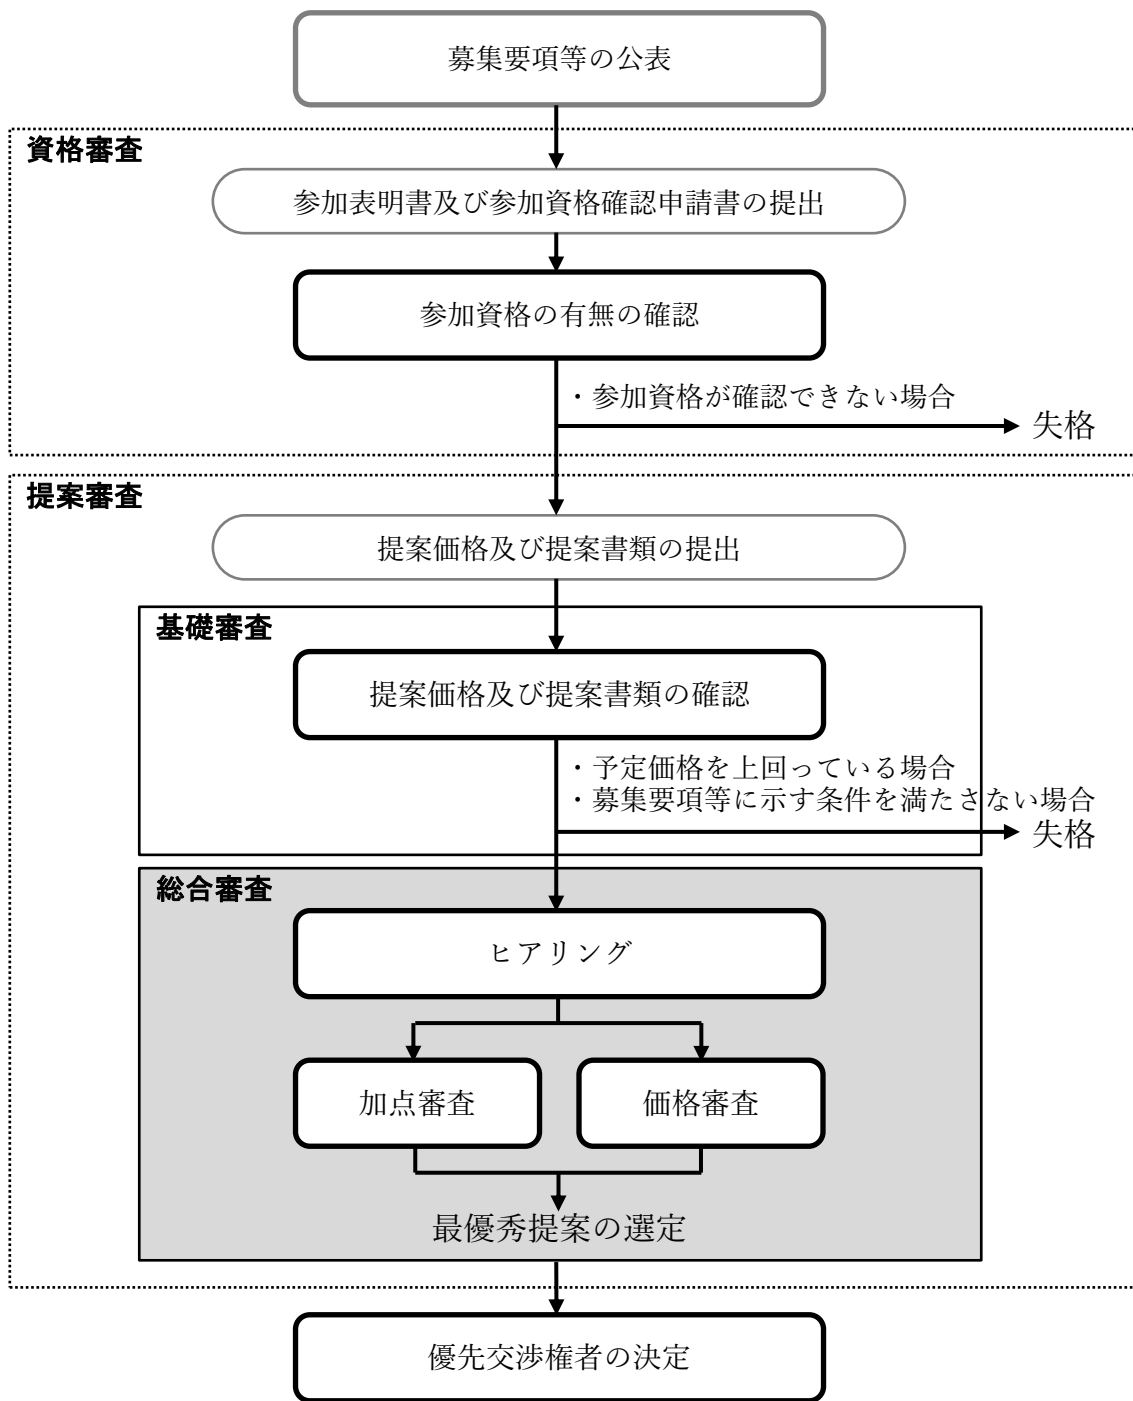 募集要項等の公表
資格審査
参加表明書及び参加資格確認申請書の提出
参加資格の有無の確認
・参加資格が確認できない場合
失格
提案審査
提案価格及び提案書類の提出
基礎審査
提案価格及び提案書類の確認
・予定価格を上回っている場合
・募集要項等に示す条件を満たさない場合
失格
総合審査
ヒアリング
加点審査
価格審査
最優秀提案の選定
優先交渉権者の決定